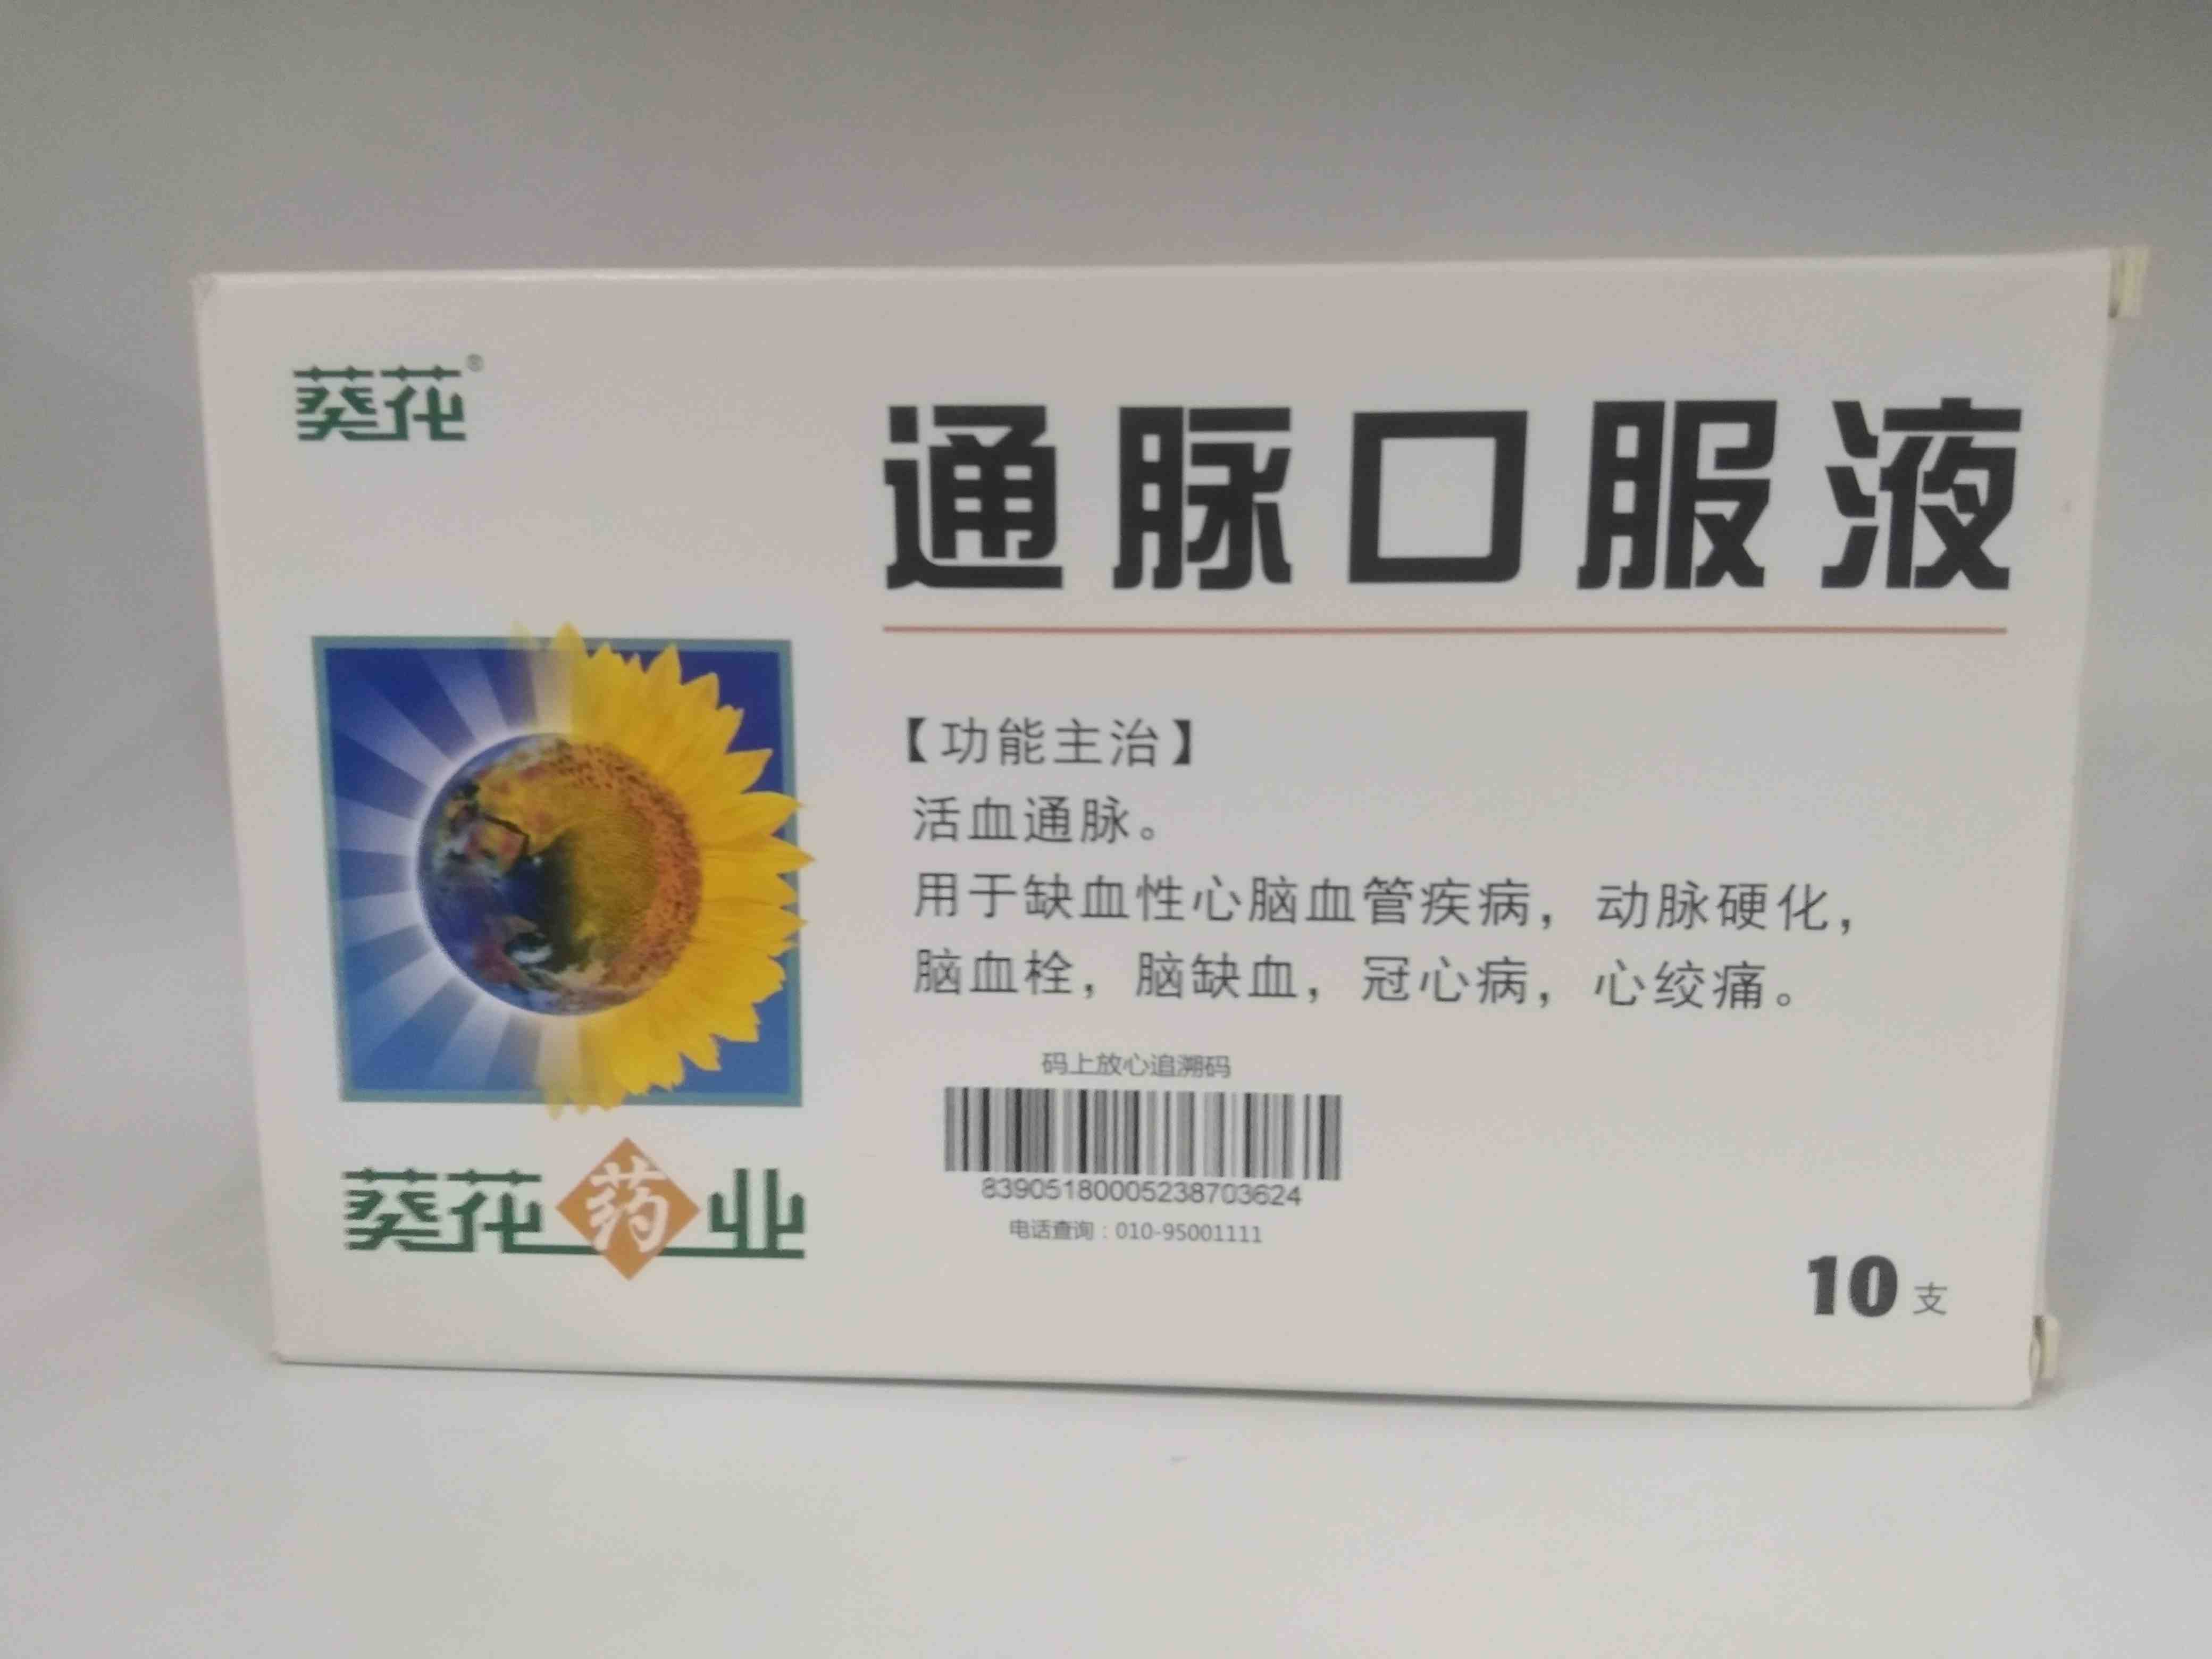 葵花®
通脉口服液
【功能主治】
活血通脉。
用于缺血性心脑血管疾病，动脉硬化，
脑血栓，脑缺血，冠心病，心绞痛。
码上放心追溯码
83905180005238703624
电话查询：010-95001111
葵花药业
10支